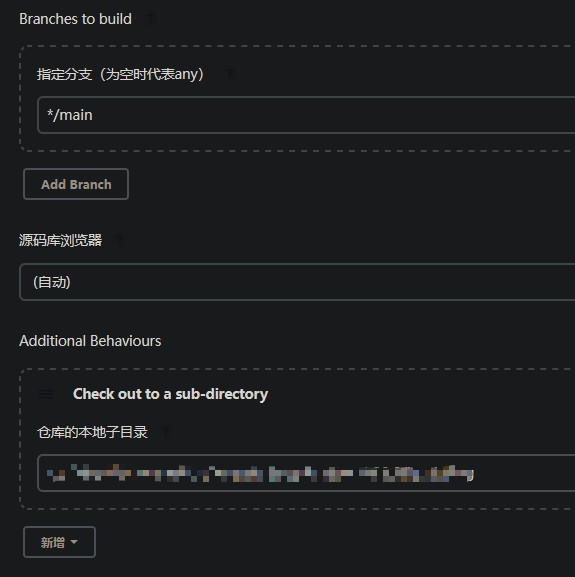 Branches to build ?
指定分支（为空时代表any） ?
*/main
Add Branch
源码库浏览器 ?
(自动)
Additional Behaviours
Check out to a sub-directory
仓库的本地子目录 ?
新增